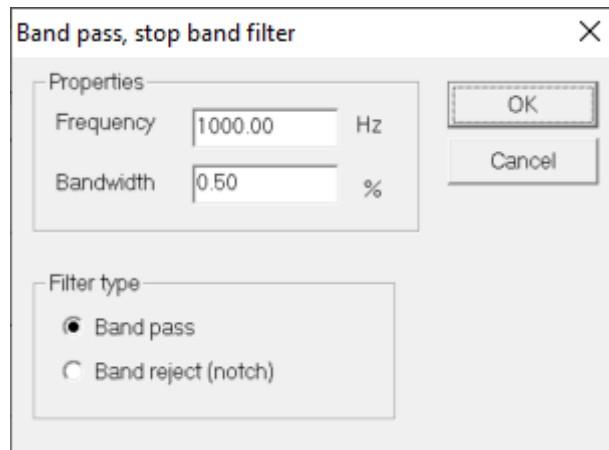 Band pass, stop band filter
Properties
Frequency 1000.00 Hz
Bandwidth 0.50 %
OK
Cancel
Filter type
Band pass
Band reject (notch)